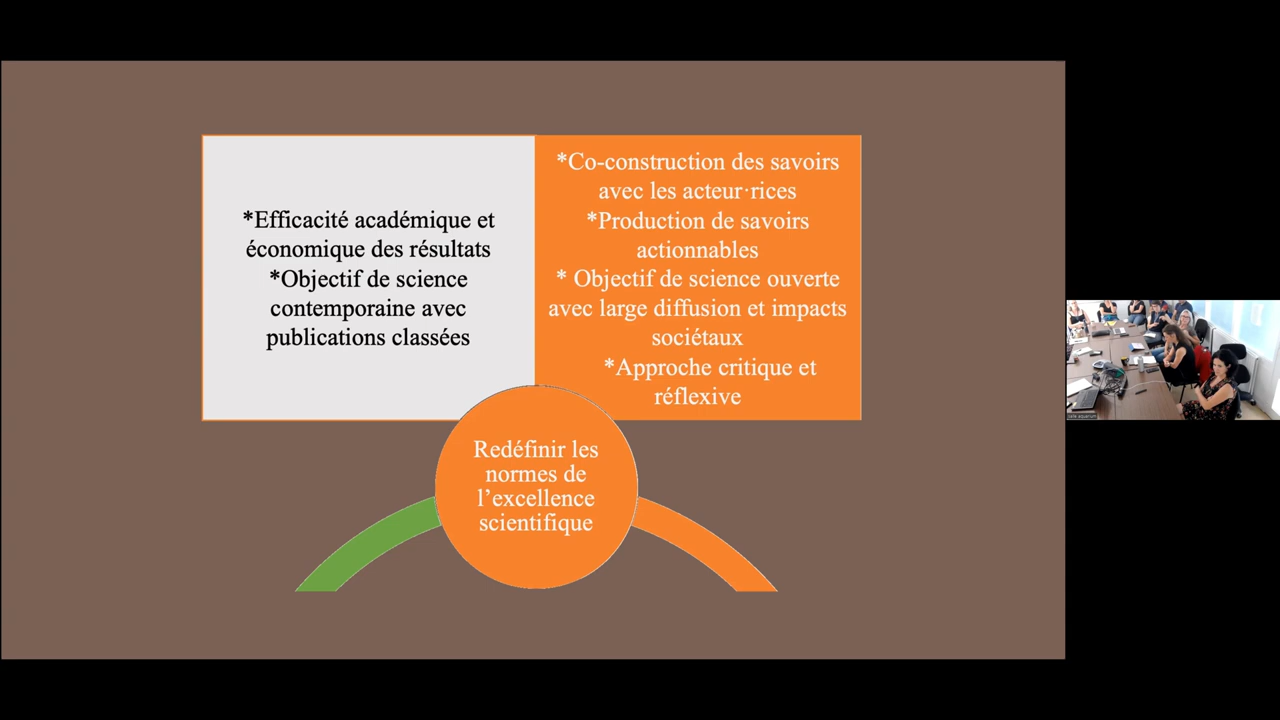 *Efficacité académique et
économique des résultats
*Objectif de science
contemporaine avec
publications classées
*Co-construction des savoirs
avec les acteur·rices
*Production de savoirs
actionnables
* Objectif de science ouverte
avec large diffusion et impacts
sociétaux
*Approche critique et
réflexive
Redéfinir les
normes de
l’excellence
scientifique